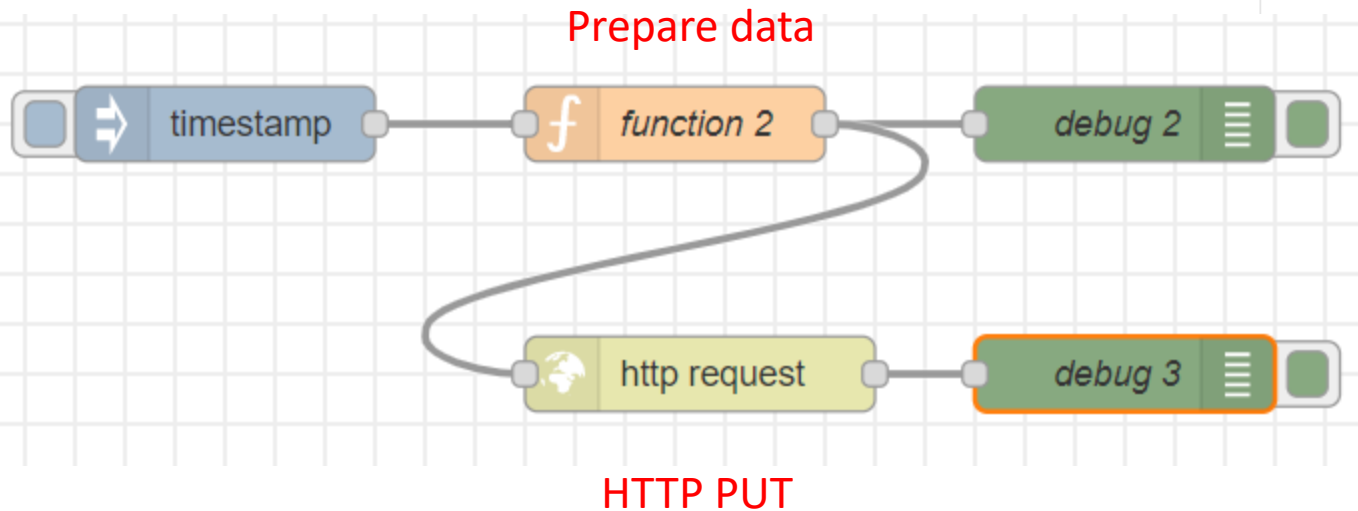 Prepare data
timestamp
function 2
debug 2
http request
debug 3
HTTP PUT